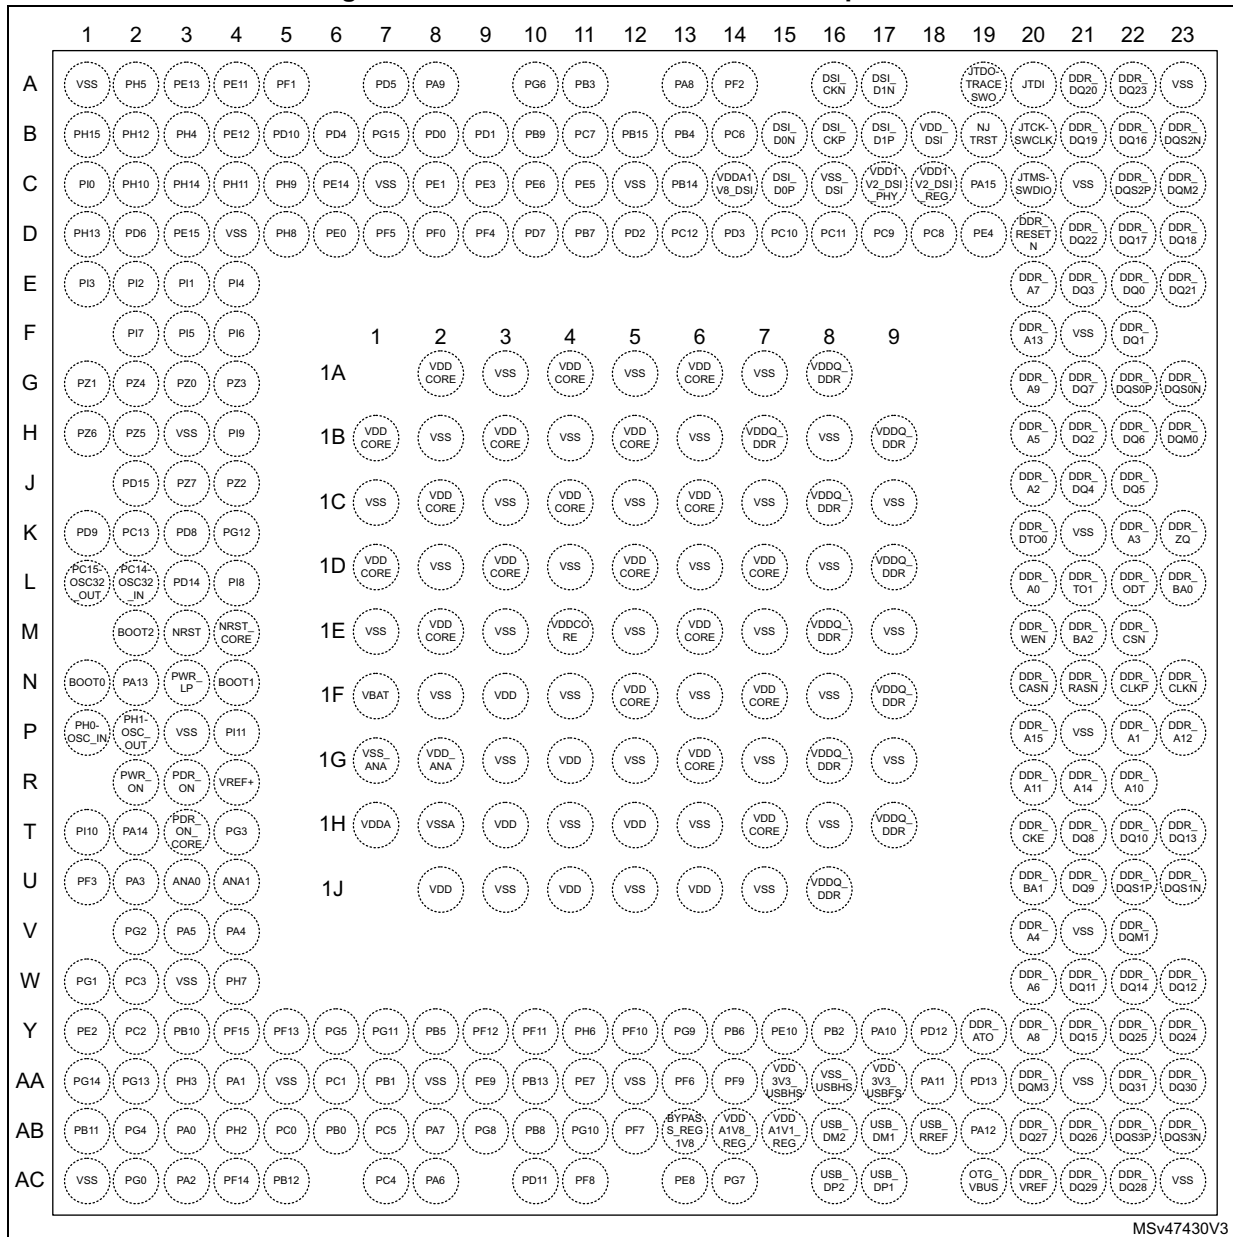 1 2 3 4 5 6 7 8 9 10 11 12 13 14 15 16 17 18 19 20 21 22 23
A VSS PH5 PE13 PE11 PF1 PD5 PA9 PG6 PB3 PA8 PF2 DSI_CKN DSI_D1N JTDO-TRACESWO JTDI DDR_DQ20 DDR_DQ23 VSS
B PH15 PH12 PH4 PE12 PD10 PD4 PG15 PD0 PD1 PB9 PC7 PB15 PB4 PC6 DSI_D0N DSI_CKP DSI_D1P VDD_DSI NJTRST JTCK-SWCLK DDR_DQ19 DDR_DQ16 DDR_DQS2N
C PI0 PH10 PH14 PH11 PH9 PE14 VSS PE1 PE3 PE6 PE5 VSS PB14 VDDA1V8_DSI DSI_D0P VSS_DSI VDD1V2_DSI_PHY VDD1V2_DSI_REG PA15 JTMS-SWDIO VSS DDR_DQS2P DDR_DQM2
D PH13 PD6 PE15 VSS PH8 PE0 PF5 PF0 PF4 PD7 PB7 PD2 PC12 PD3 PC10 PC11 PC9 PC8 PE4 DDR_RESETN DDR_DQ22 DDR_DQ17 DDR_DQ18
E PI3 PI2 PI1 PI4 DDR_A7 DDR_DQ3 DDR_DQ0 DDR_DQ21
F PI7 PI5 PI6 DDR_A13 VSS DDR_DQ1
1 2 3 4 5 6 7 8 9
1A VDDCORE VSS VDDCORE VSS VDDCORE VSS VDDQ_DDR
G PZ1 PZ4 PZ0 PZ3 DDR_A9 DDR_DQ7 DDR_DQS0P DDR_DQS0N
H PZ6 PZ5 VSS PI9 DDR_A5 DDR_DQ2 DDR_DQ6 DDR_DQM0
1B VDDCORE VSS VDDCORE VSS VDDCORE VSS VDDQ_DDR VSS VDDQ_DDR
J PD15 PZ7 PZ2 DDR_A2 DDR_DQ4 DDR_DQ5
1C VSS VDDCORE VSS VDDCORE VSS VDDCORE VSS VDDQ_DDR VSS
K PD9 PC13 PD8 PG12 DDR_DTO0 VSS DDR_A3 DDR_ZQ
1D VDDCORE VSS VDDCORE VSS VDDCORE VSS VDDCORE VSS VDDQ_DDR
L PC15-OSC32_OUT PC14-OSC32_IN PD14 PI8 DDR_A0 DDR_TO1 DDR_ODT DDR_BA0
M BOOT2 NRST NRST_CORE DDR_WEN DDR_BA2 DDR_CSN
1E VSS VDDCORE VSS VDDCORE VSS VDDCORE VSS VDDQ_DDR VSS
N BOOT0 PA13 PWR_LP BOOT1 DDR_CASN DDR_RASN DDR_CLKP DDR_CLKN
1F VBAT VSS VDD VSS VDDCORE VSS VDDCORE VSS VDDQ_DDR
P PH0-OSC_IN PH1-OSC_OUT VSS PI11 DDR_A15 VSS DDR_A1 DDR_A12
1G VSS_ANA VDD_ANA VSS VDD VSS VDDCORE VSS VDDQ_DDR VSS
R PWR_ON PDR_ON VREF+ DDR_A11 DDR_A14 DDR_A10
1H VDDA VSSA VDD VSS VDD VSS VDDCORE VSS VDDQ_DDR
T PI10 PA14 PDR_ON_CORE PG3 DDR_CKE DDR_DQ8 DDR_DQ10 DDR_DQ13
U PF3 PA3 ANA0 ANA1 DDR_BA1 DDR_DQ9 DDR_DQS1P DDR_DQS1N
1J VDD VSS VDD VSS VDD VSS VDDQ_DDR
V PG2 PA5 PA4 DDR_A4 VSS DDR_DQM1
W PG1 PC3 VSS PH7 DDR_A6 DDR_DQ11 DDR_DQ14 DDR_DQ12
Y PE2 PC2 PB10 PF15 PF13 PG5 PG11 PB5 PF12 PF11 PH6 PF10 PG9 PB6 PE10 PB2 PA10 PD12 DDR_ATO DDR_A8 DDR_DQ15 DDR_DQ25 DDR_DQ24
AA PG14 PG13 PH3 PA1 VSS PC1 PB1 VSS PE9 PB13 PE7 VSS PF6 PF9 VDD3V3_USBHS VSS_USBHS VDD3V3_USBFS PA11 PD13 DDR_DQM3 VSS DDR_DQ31 DDR_DQ30
AB PB11 PG4 PA0 PH2 PC0 PB0 PC5 PA7 PG8 PB8 PG10 PF7 BYPASS_REG1V8 VDDA1V8_REG VDDA1V1_REG USB_DM2 USB_DM1 USB_RREF PA12 DDR_DQ27 DDR_DQ26 DDR_DQS3P DDR_DQS3N
AC VSS PG0 PA2 PF14 PB12 PC4 PA6 PD11 PF8 PE8 PG7 USB_DP2 USB_DP1 OTG_VBUS DDR_VREF DDR_DQ29 DDR_DQ28 VSS
MSv47430V3